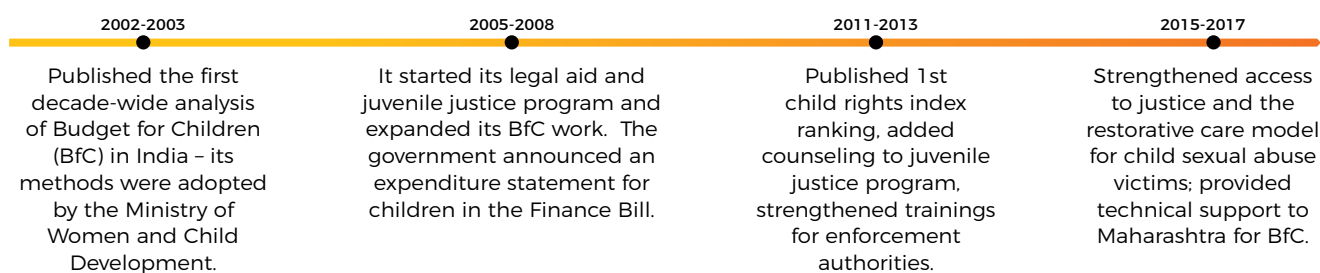 2002-2003
Published the first
decade-wide analysis
of Budget for Children
(BfC) in India – its
methods were adopted
by the Ministry of
Women and Child
Development.
2005-2008
It started its legal aid and
juvenile justice program and
expanded its BfC work.  The
government announced an
expenditure statement for
children in the Finance Bill.
2011-2013
Published 1st
child rights index
ranking, added
counseling to juvenile
justice program,
strengthened trainings
for enforcement
authorities.
2015-2017
Strengthened access
to justice and the
restorative care model
for child sexual abuse
victims; provided
technical support to
Maharashtra for BfC.